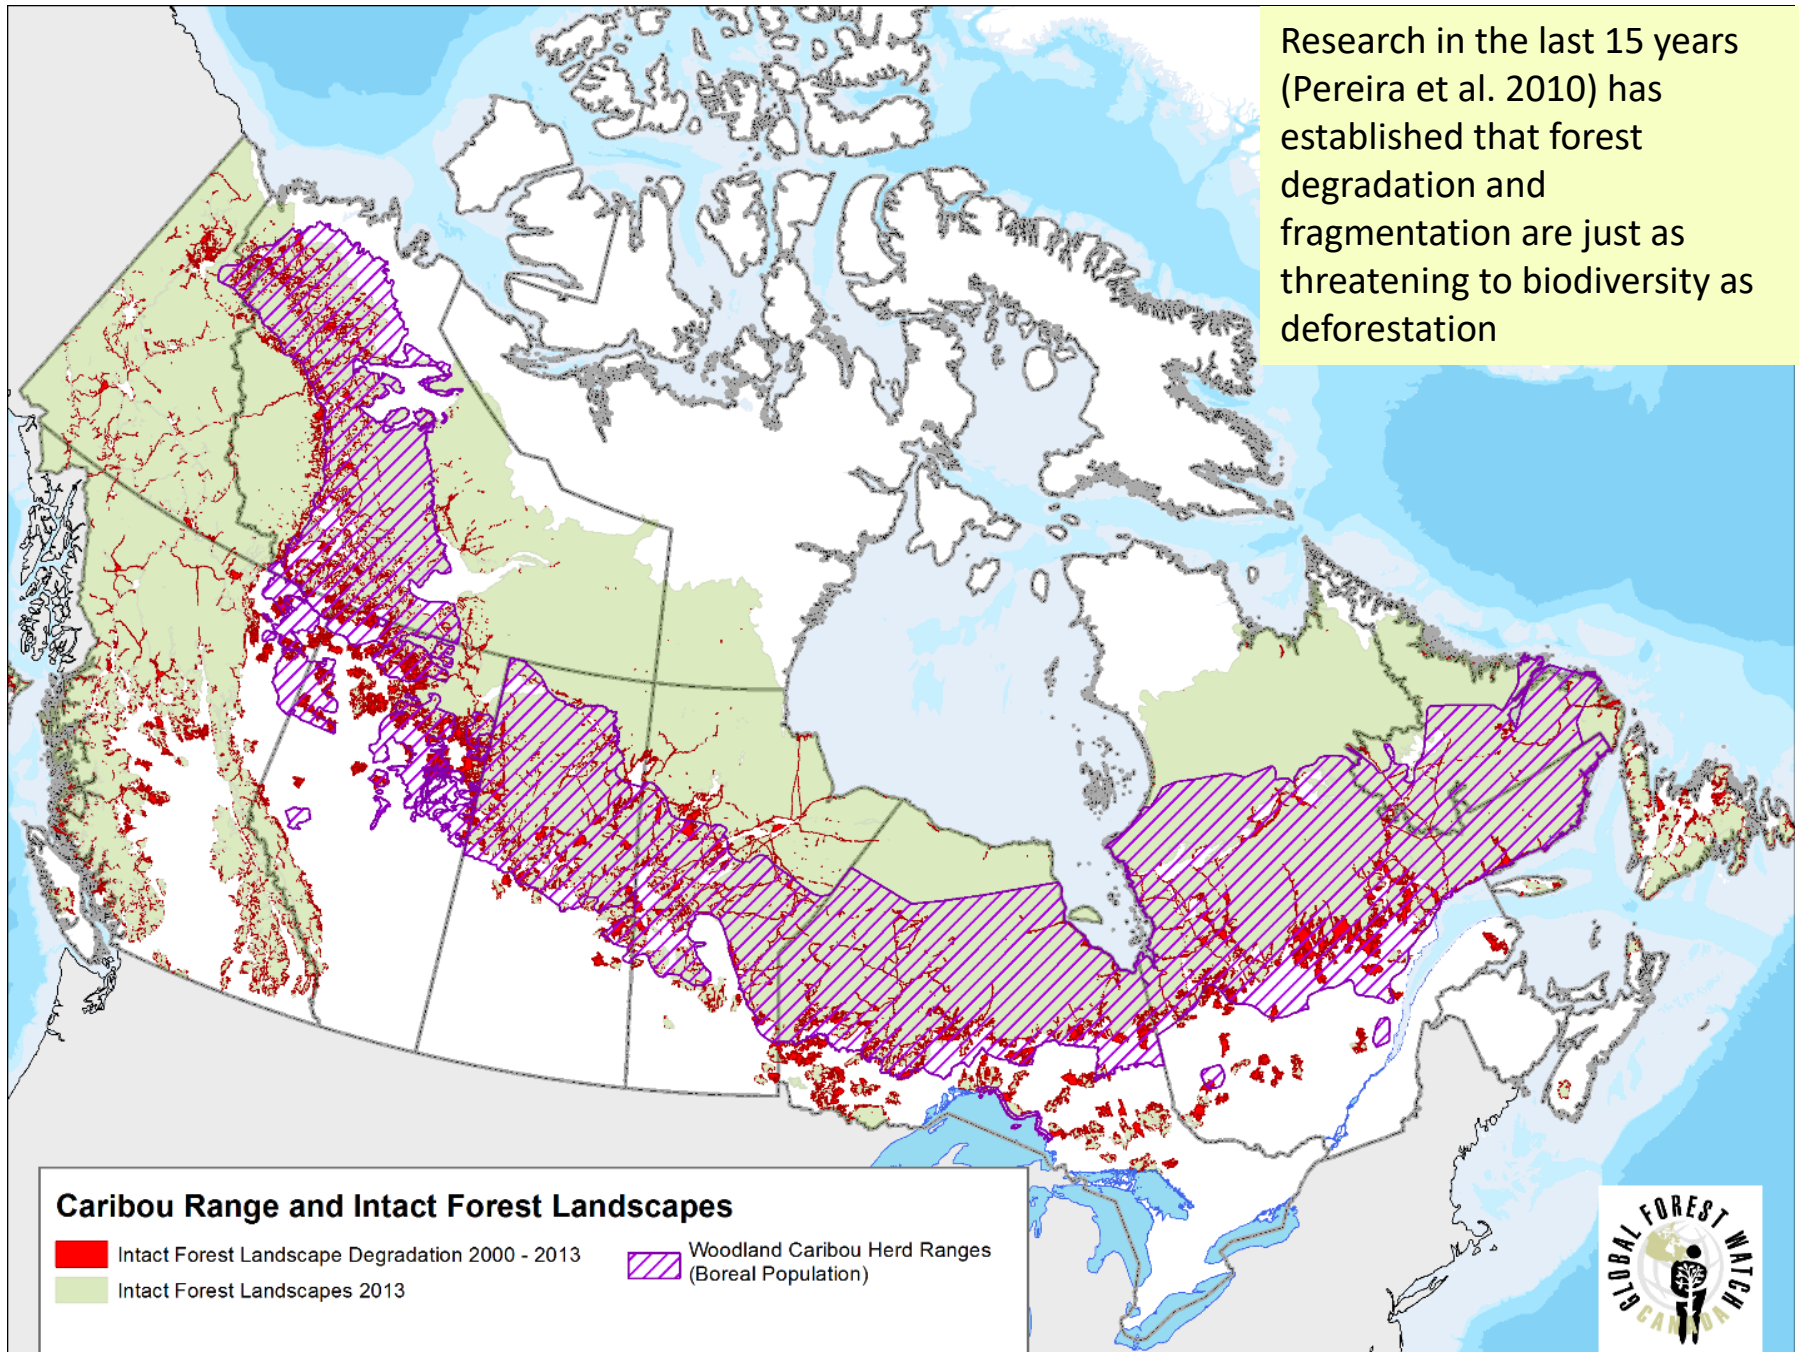 Research in the last 15 years
(Pereira et al. 2010) has
established that forest
degradation and
fragmentation are just as
threatening to biodiversity as
deforestation
Caribou Range and Intact Forest Landscapes
Intact Forest Landscape Degradation 2000 - 2013
Intact Forest Landscapes 2013
Woodland Caribou Herd Ranges
(Boreal Population)
GLOBAL FOREST WATCH
CANADA